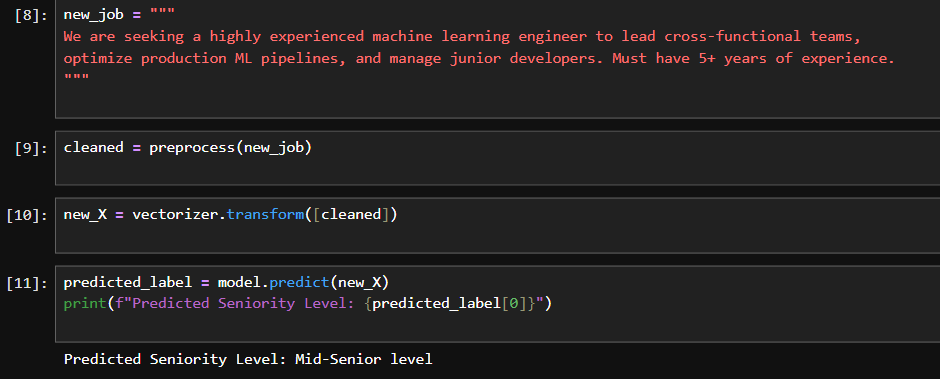 [8]: new_job = """
We are seeking a highly experienced machine learning engineer to lead cross-functional teams,
optimize production ML pipelines, and manage junior developers. Must have 5+ years of experience.
"""
[9]: cleaned = preprocess(new_job)
[10]: new_X = vectorizer.transform([cleaned])
[11]: predicted_label = model.predict(new_X)
print(f"Predicted Seniority Level: {predicted_label[0]}")
Predicted Seniority Level: Mid-Senior level